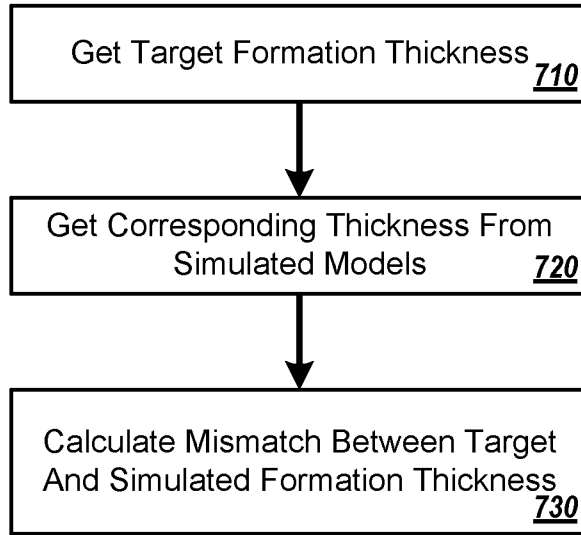 Get Target Formation Thickness
710
Get Corresponding Thickness From
Simulated Models
720
Calculate Mismatch Between Target
And Simulated Formation Thickness
730